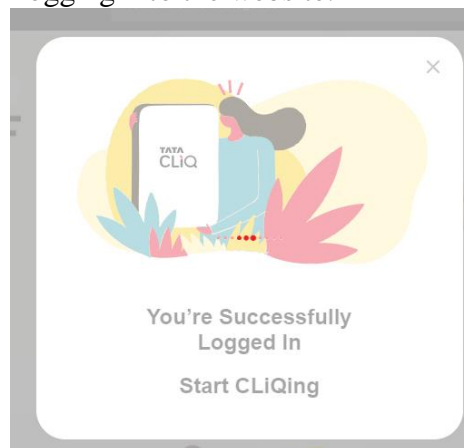 TATA
CLiQ
You're Successfully
Logged In
Start CLiQing